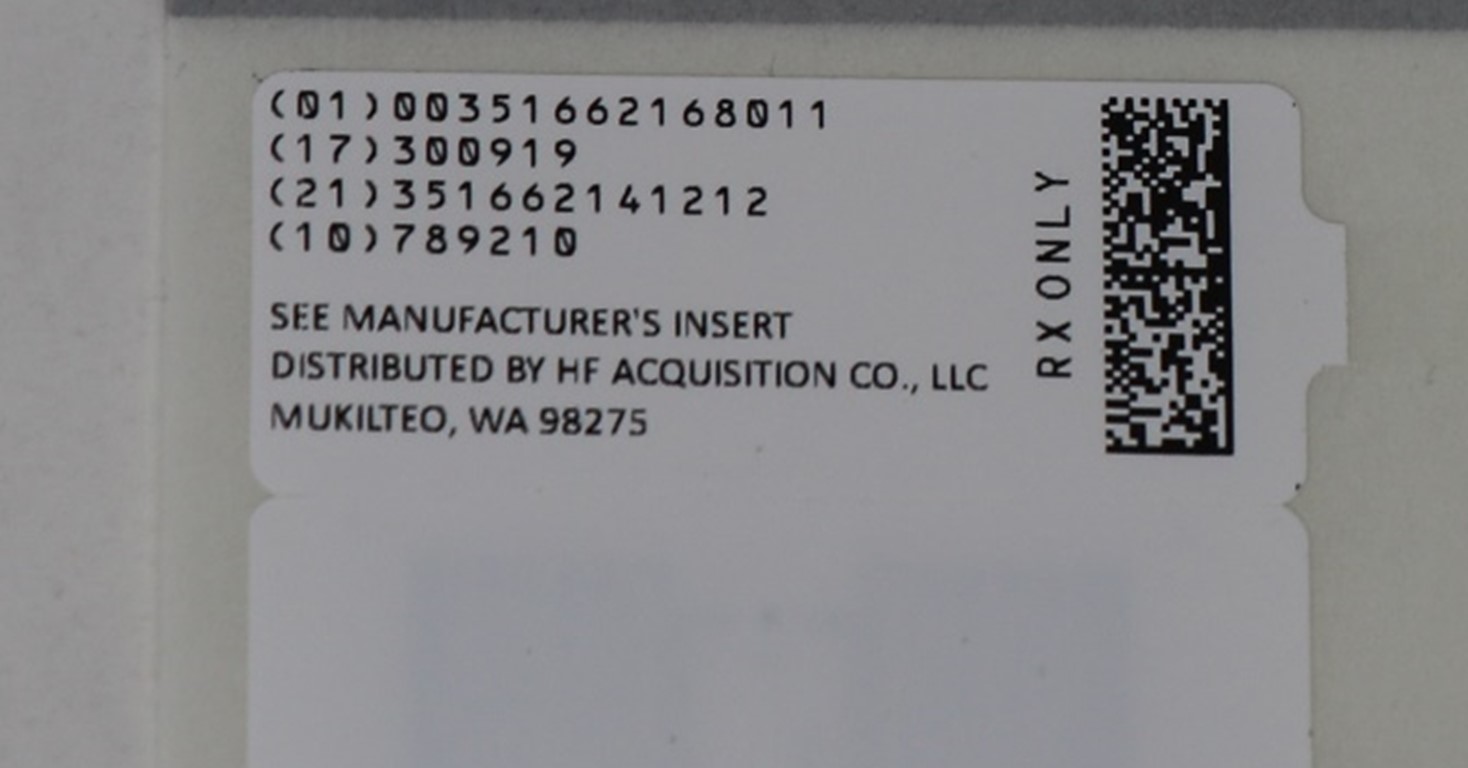 (01)00351662168011
(17)300919
(21)351662141212
(10)789210
SEE MANUFACTURER'S INSERT
DISTRIBUTED BY HF ACQUISITION CO., LLC
MUKILTEO, WA 98275
RX ONLY